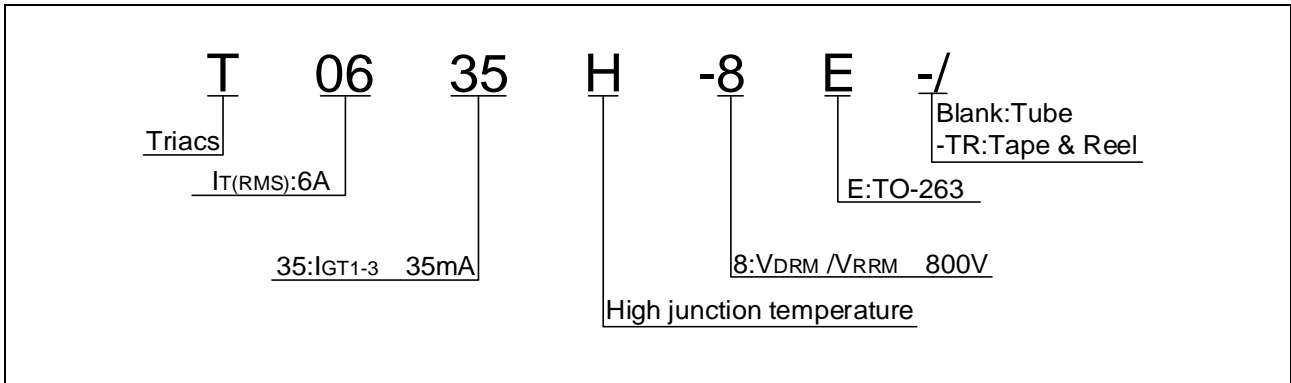 T 06 35 H -8 E -/
Blank:Tube
Triacs
-TR:Tape & Reel
IT(RMS):6A
E:TO-263
35:IGT1-3 35mA
8:VDRM /VRRM 800V
High junction temperature